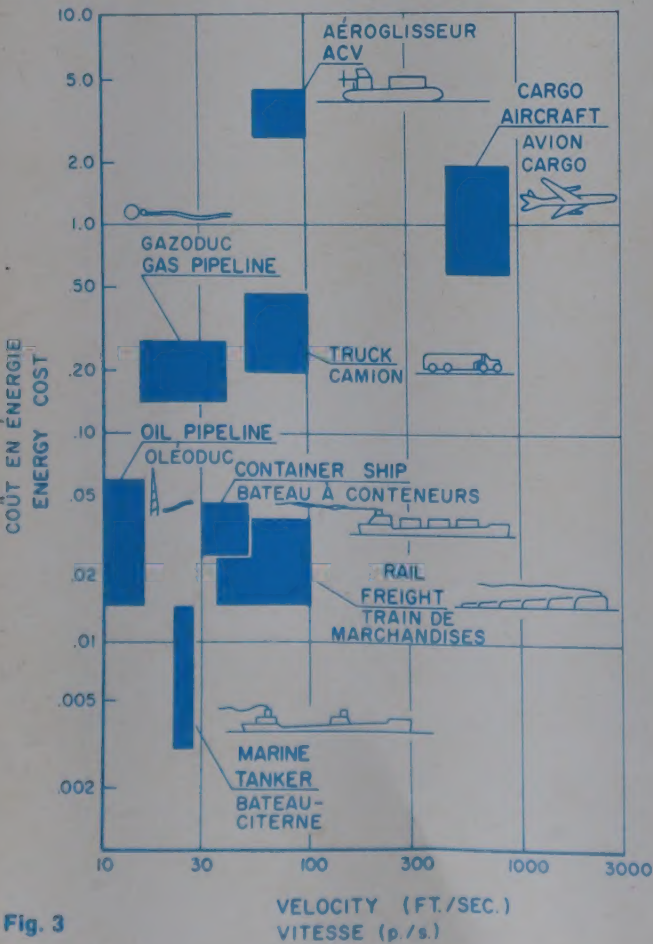 10.0
5.0
2.0
1.0
.50
.20
.10
.05
.02
.01
.005
.002
COÛT EN ÉNERGIE
ENERGY COST
AÉROGLISSEUR
ACV
CARGO
AIRCRAFT
AVION
CARGO
GAZODUC
GAS PIPELINE
TRUCK
CAMION
OIL PIPELINE
OLÉODUC
CONTAINER SHIP
BATEAU À CONTENEURS
RAIL
FREIGHT
TRAIN DE
MARCHANDISES
MARINE
TANKER
BATEAU-
CITERNE
10 30 100 300 1000 3000
VELOCITY (FT./SEC.)
VITESSE (p./s.)
Fig. 3